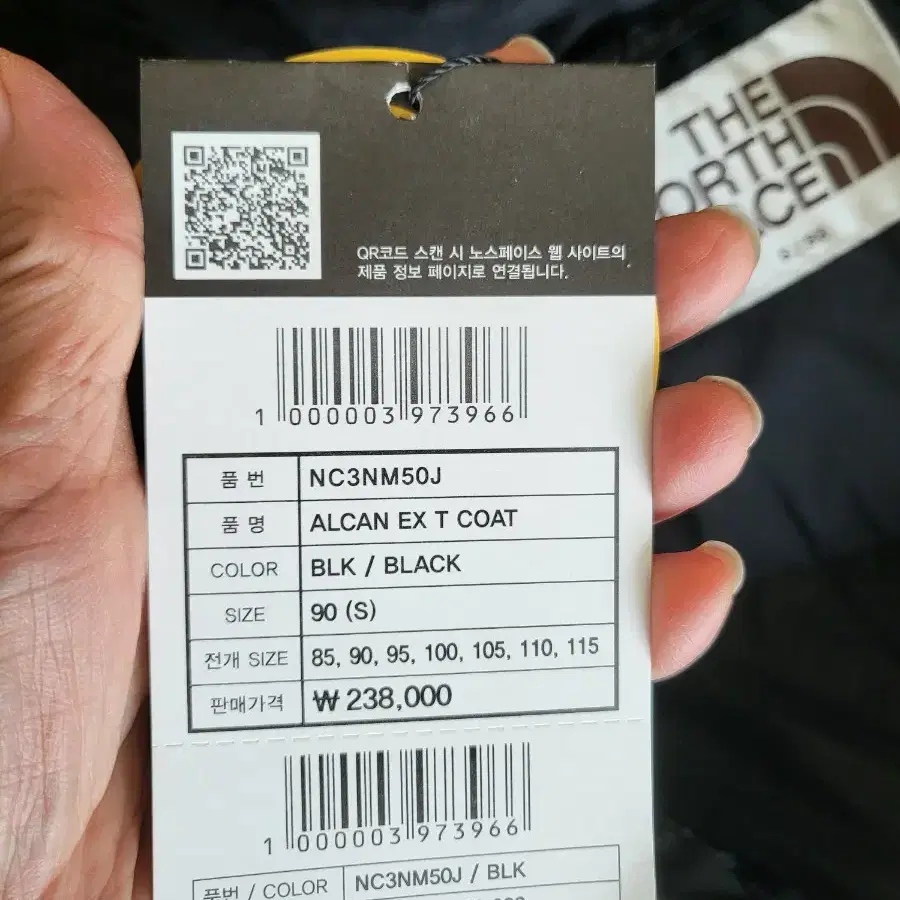 THE
NORTH
FACE
QR코드 스캔 시 노스페이스 웹 사이트의
제품 정보 페이지로 연결됩니다.
1 000003 973966
품 번 NC3NM50J
품 명 ALCAN EX T COAT
COLOR BLK / BLACK
SIZE 90 (S)
전개 SIZE 85, 90, 95, 100, 105, 110, 115
판매가격 ₩ 238,000
1 000003 973966
품번 / COLOR NC3NM50J / BLK